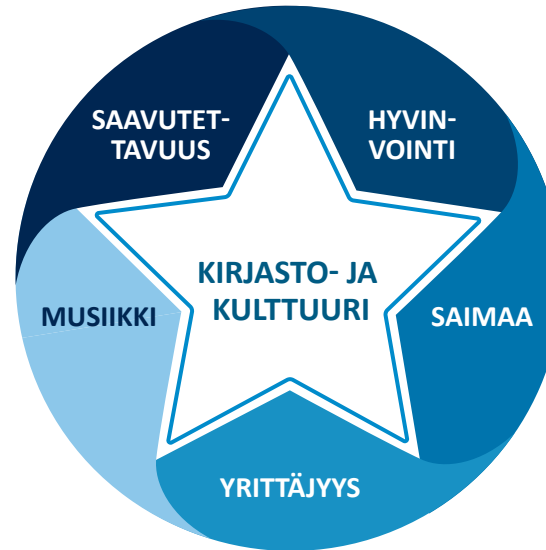 SAAVUTET-
TAVUUS
HYVIN-
VOINTI
KIRJASTO- JA
KULTTUURI
MUSIIKKI
SAIMAA
YRITTÄJYYS